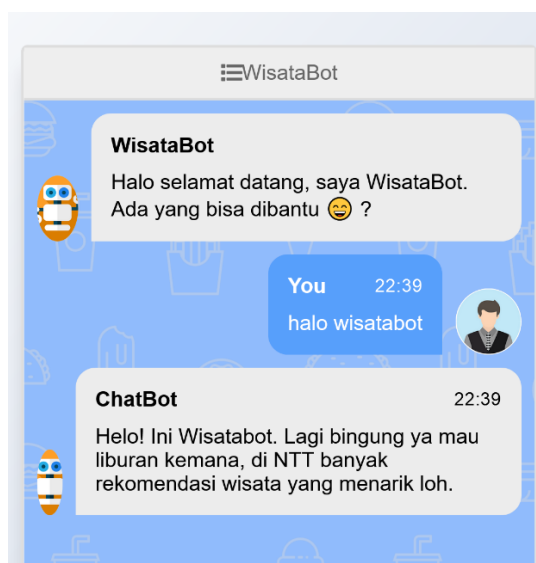 WisataBot
WisataBot
Halo selamat datang, saya WisataBot.
Ada yang bisa dibantu 😄 ?
You 22:39
halo wisatabot
ChatBot 22:39
Helo! Ini Wisatabot. Lagi bingung ya mau
liburan kemana, di NTT banyak
rekomendasi wisata yang menarik loh.